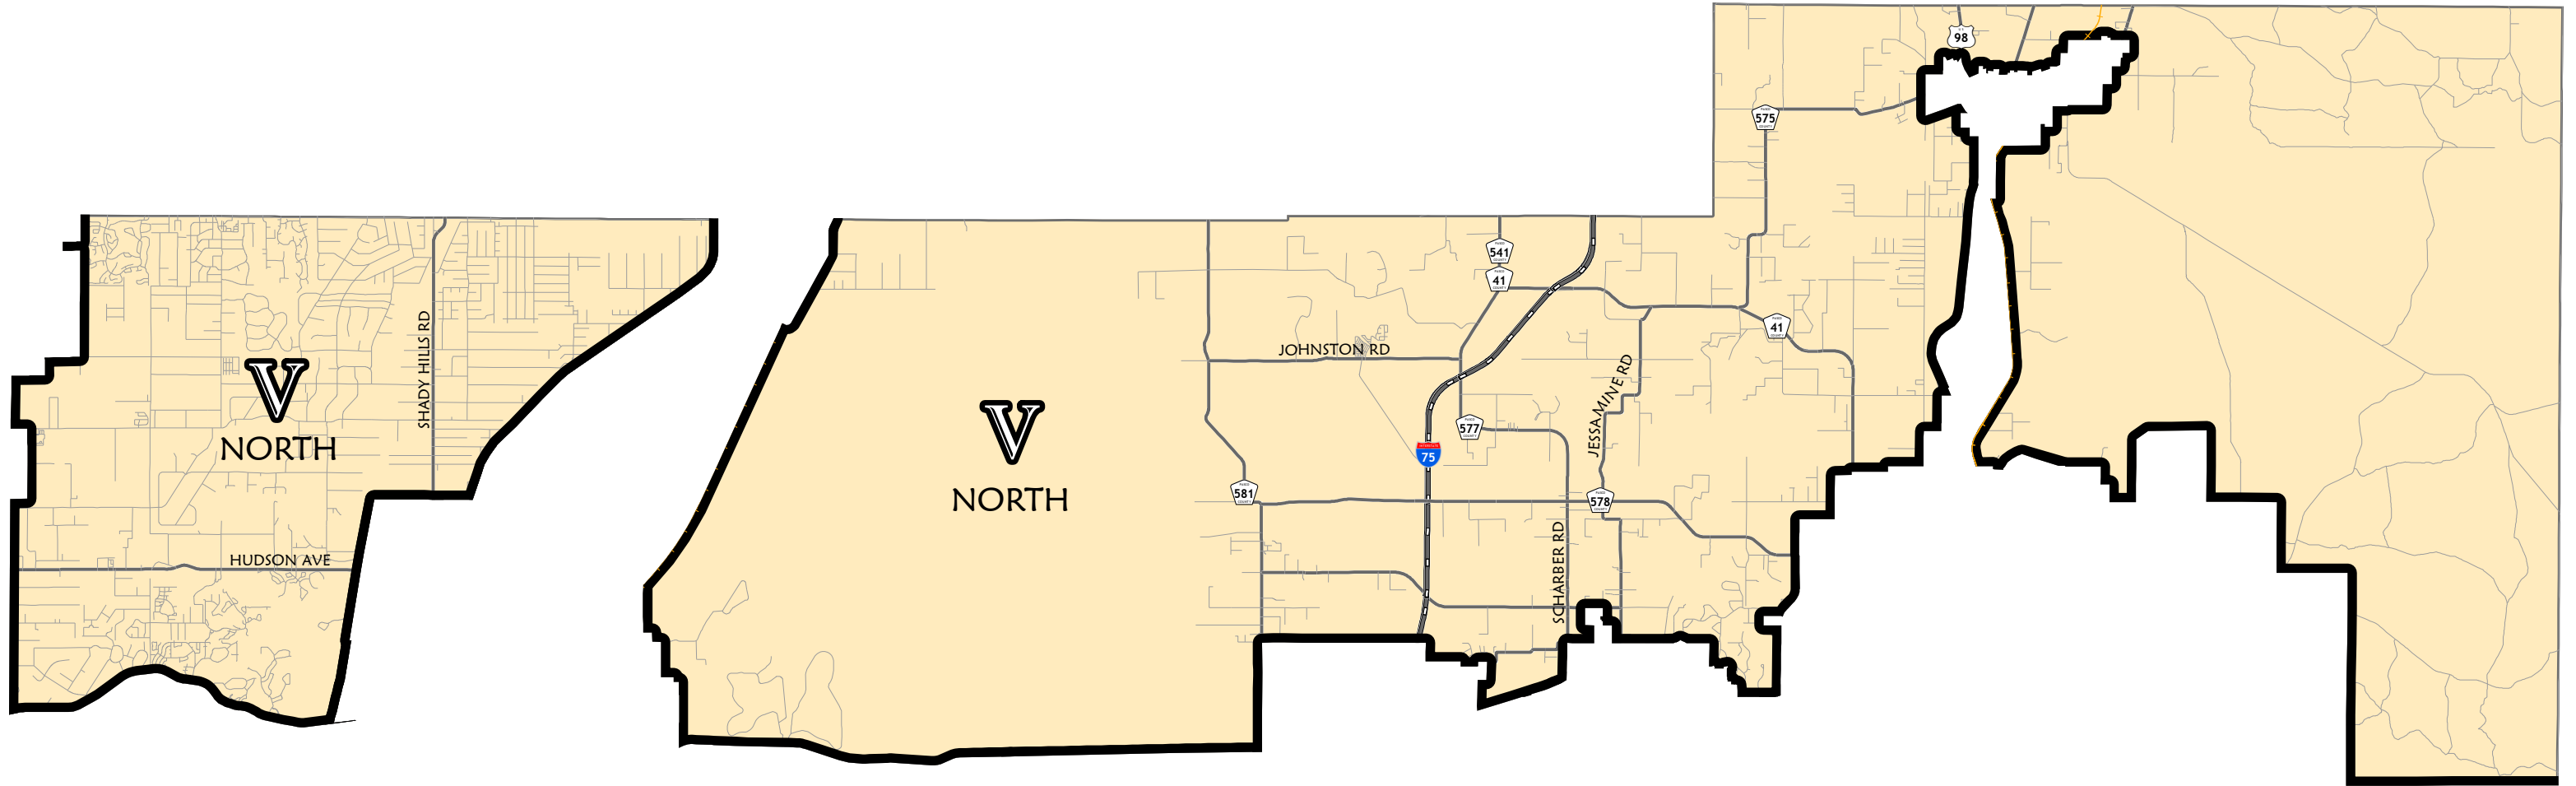 V
NORTH
SHADY HILLS RD
HUDSON AVE
V
NORTH
JOHNSTON RD
JESSAMINE RD
SCHARBER RD
98
575
541
41
41
577
75
581
578